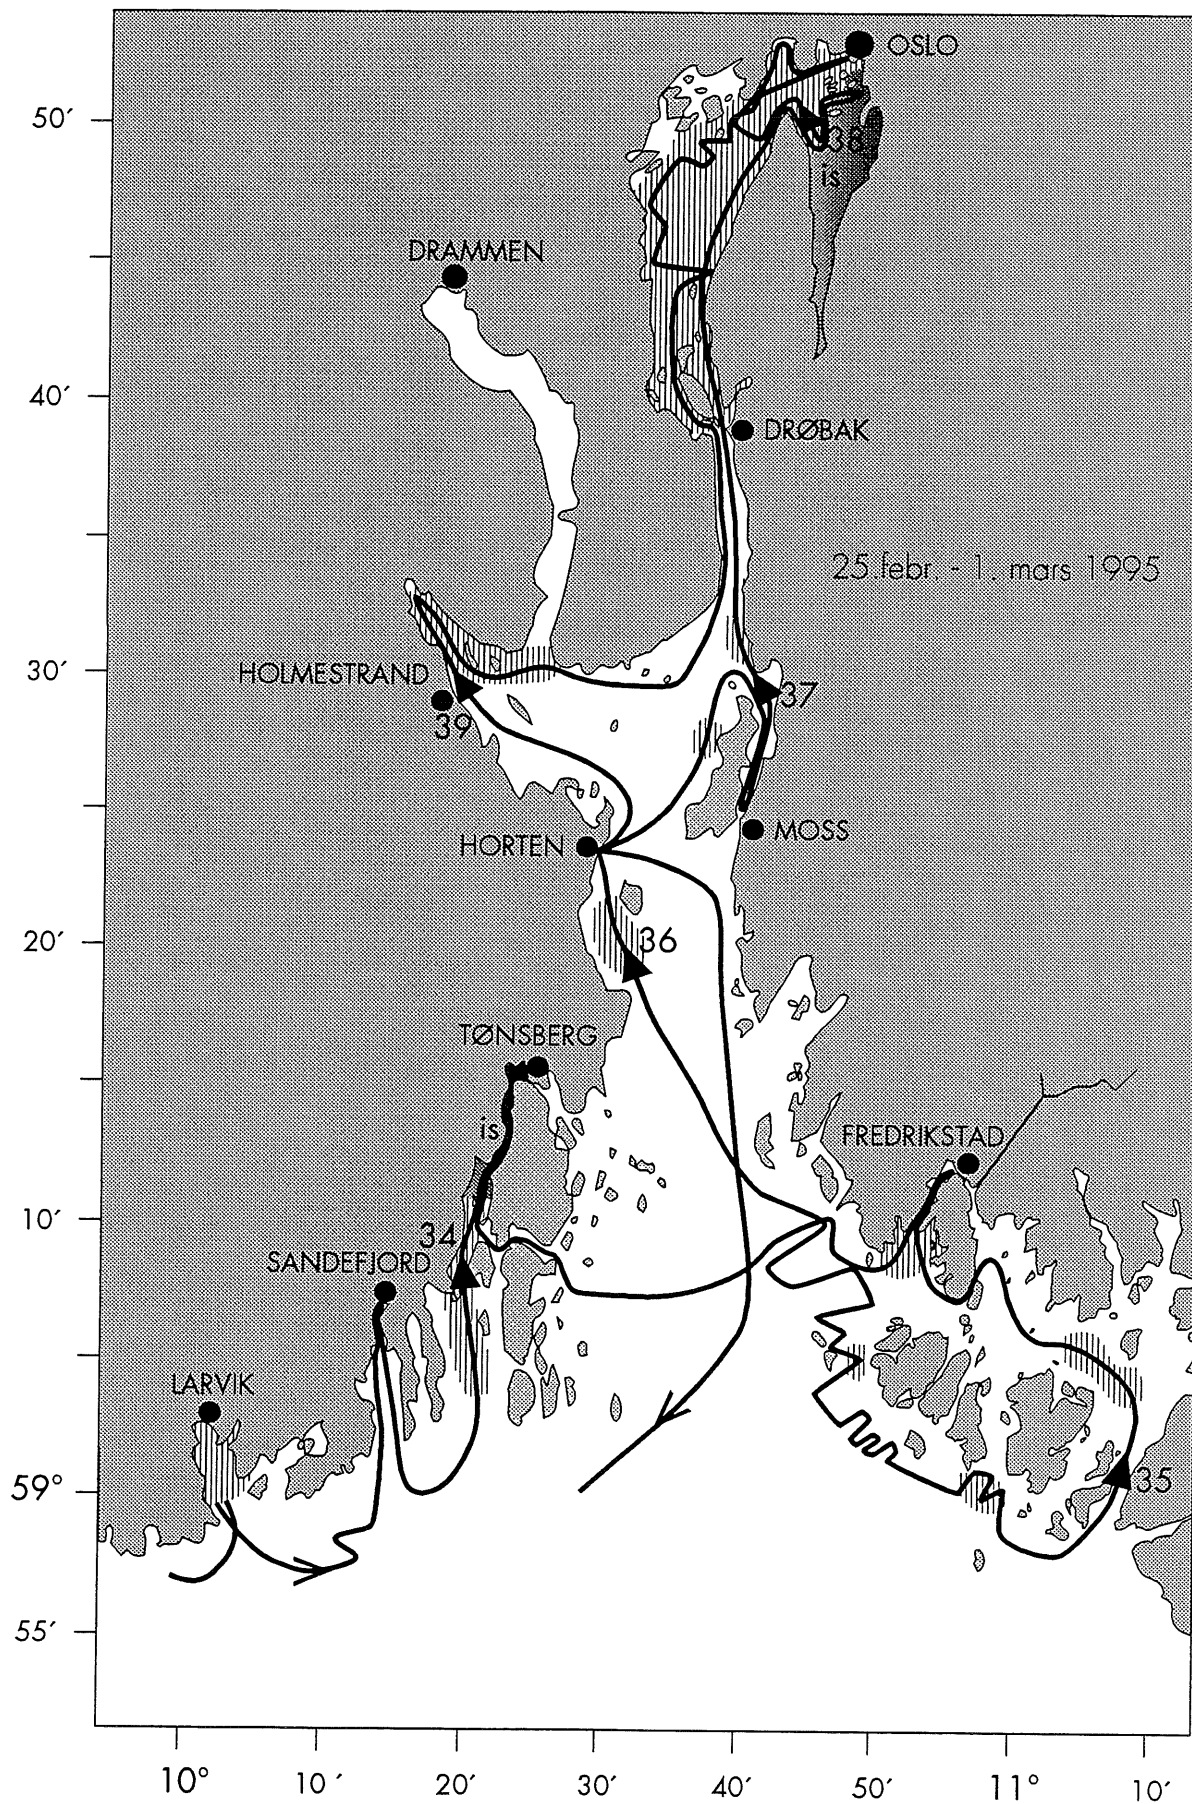 OSLO
50′
38
is
DRAMMEN
40′
DRØBAK
25.febr. - 1. mars 1995
30′
HOLMESTRAND
37
39
MOSS
HORTEN
20′
36
TØNSBERG
is
FREDRIKSTAD
10′
34
SANDEFJORD
LARVIK
59°
35
55′
10° 10′ 20′ 30′ 40′ 50′ 11° 10′